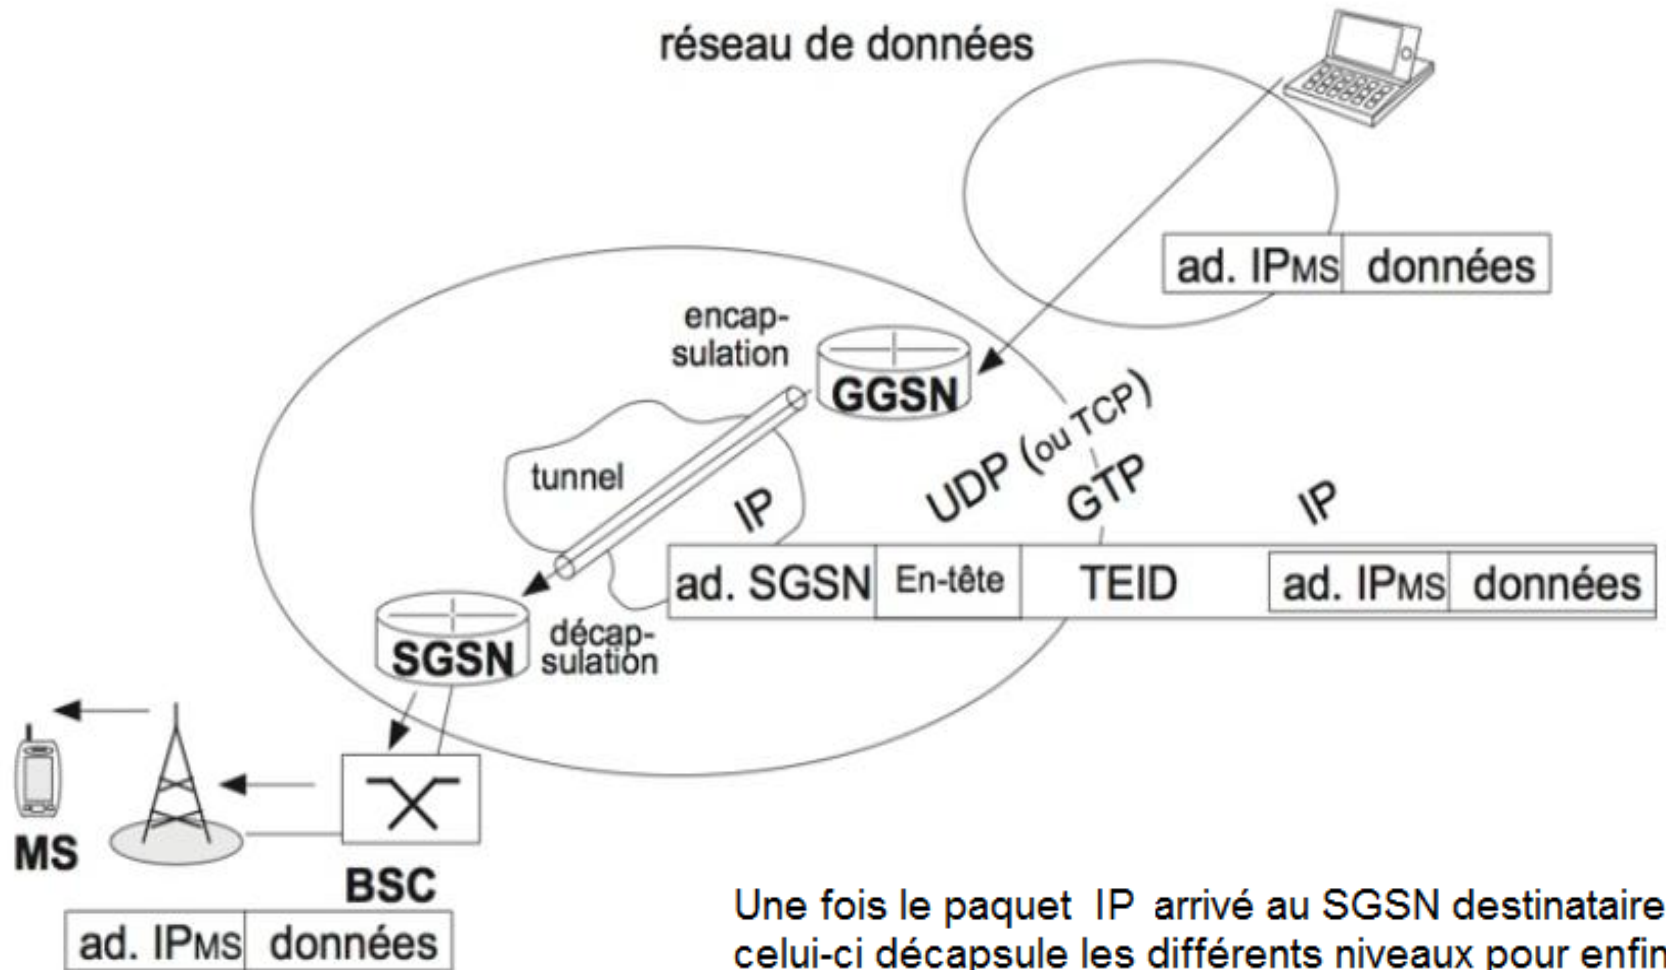 réseau de données
ad. IPMS données
encap-
sulation
GGSN
UDP (ou TCP)
tunnel
IP
GTP
IP
ad. SGSN En-tête TEID ad. IPMS données
SGSN
décap-
sulation
MS
BSC
ad. IPMS données
Une fois le paquet IP arrivé au SGSN destinataire
celui-ci décapsule les différents niveaux pour enfin